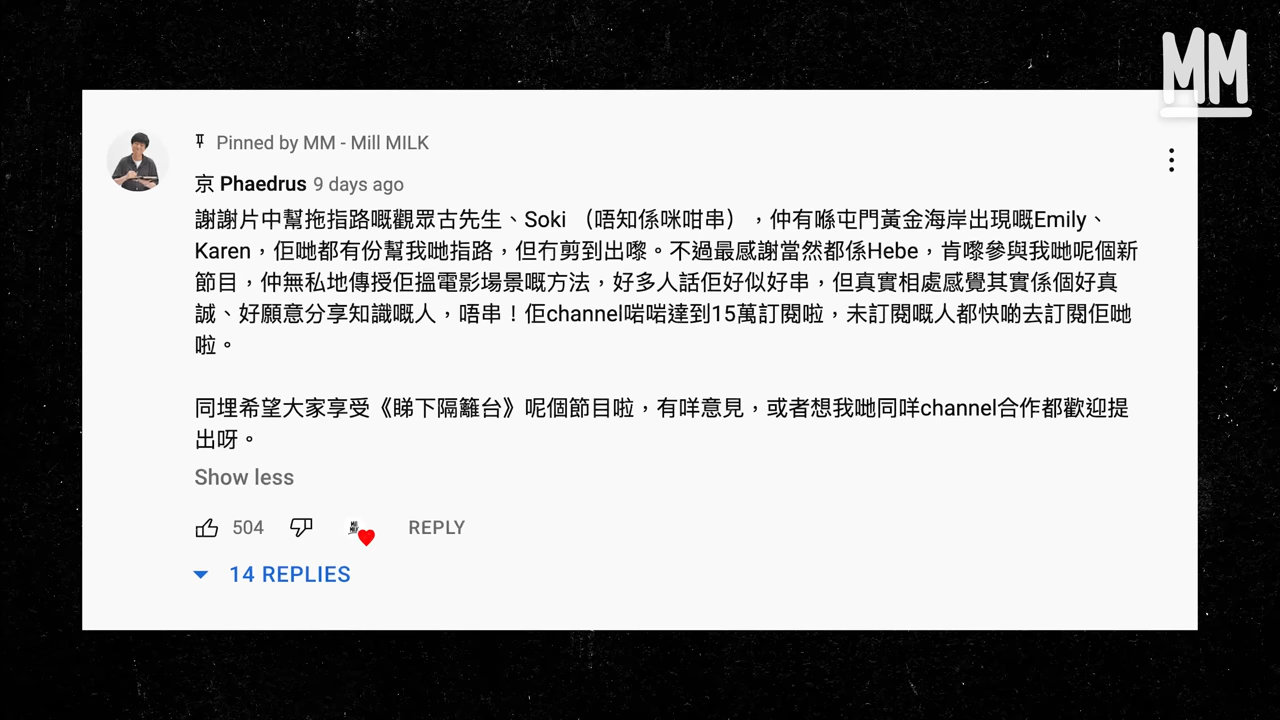 MM
Pinned by MM - Mill MILK
京 Phaedrus 9 days ago
謝謝片中幫拖指路嘅觀眾古先生、Soki （唔知係咪咁串），仲有喺屯門黃金海岸出現嘅Emily、
Karen，佢哋都有份幫我哋指路，但冇剪到出嚟。不過最感謝當然都係Hebe，肯嚟參與我哋呢個新
節目，仲無私地傳授佢搵電影場景嘅方法，好多人話佢好似好串，但真實相處感覺其實係個好真
誠、好願意分享知識嘅人，唔串！佢channel啱啱達到15萬訂閱啦，未訂閱嘅人都快啲去訂閱佢哋
啦。
同埋希望大家享受《睇下隔籬台》呢個節目啦，有咩意見，或者想我哋同咩channel合作都歡迎提
出呀。
Show less
504 REPLY
14 REPLIES